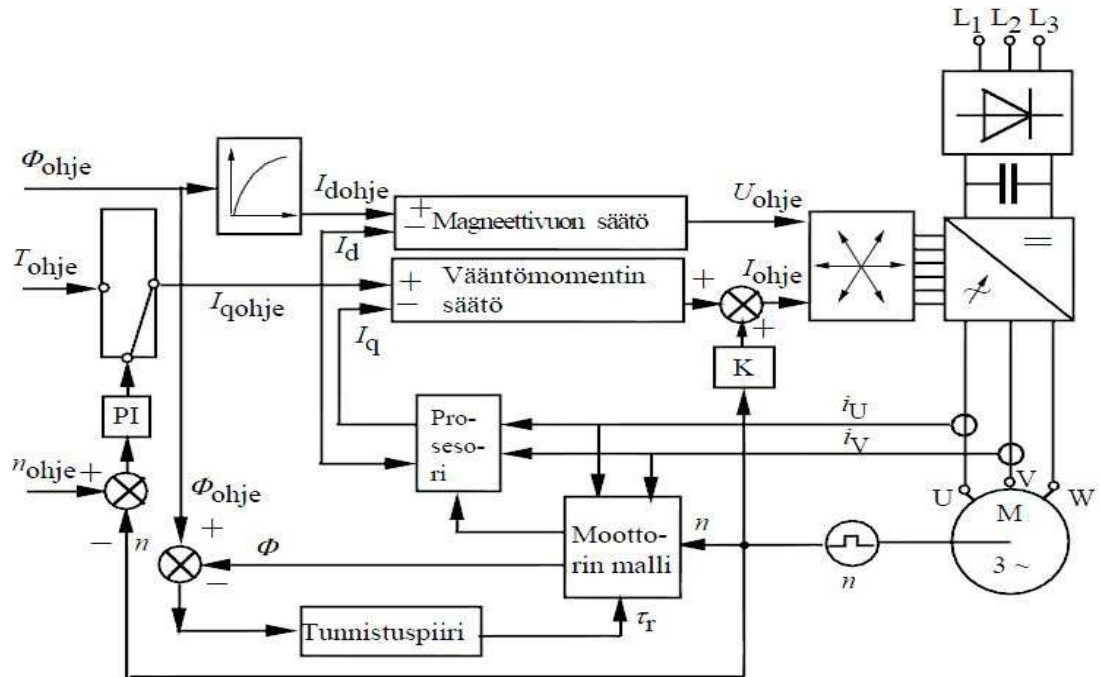 L1 L2 L3
Φohje
Idohje
+
−
Magneettivuon säätö
Uohje
Id
=
Tohje
Iqohje
+
−
Vääntömomentin
säätö
+
Iohje
+
Iq
K
PI
Pro-
sesso-
ri
iU
iV
nohje +
−
n
Φohje
+
−
Φ
Mootto-
rin malli
n
n
U
V
W
M
3 ~
Tunnistuspiiri
τr